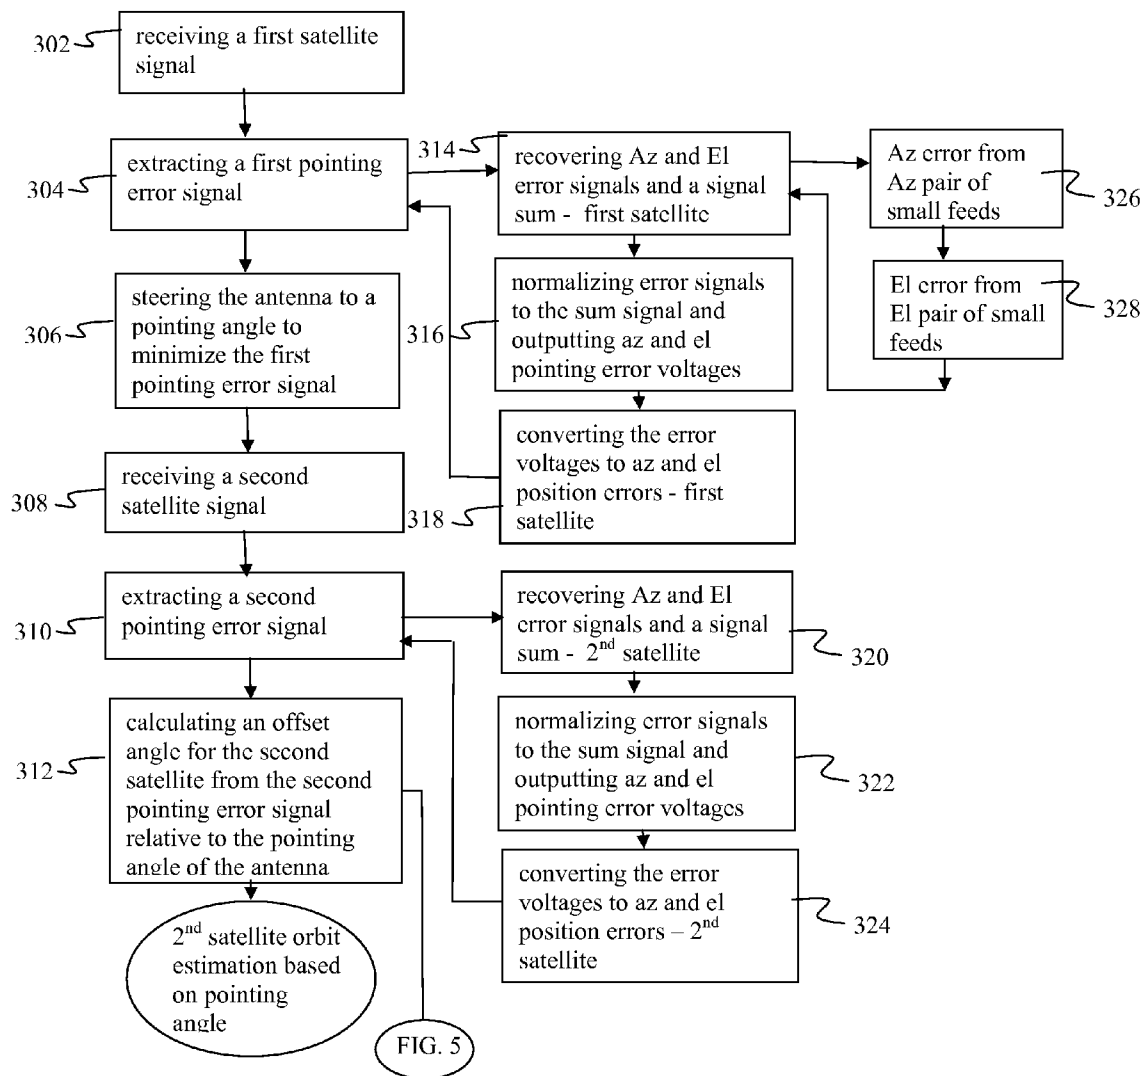 302
receiving a first satellite
signal
304
extracting a first pointing
error signal
314
recovering Az and El
error signals and a signal
sum - first satellite
Az error from
Az pair of
small feeds
326
306
steering the antenna to a
pointing angle to
minimize the first
pointing error signal
316
normalizing error signals
to the sum signal and
outputting az and el
pointing error voltages
El error from
El pair of small
feeds
328
308
receiving a second
satellite signal
318
converting the error
voltages to az and el
position errors - first
satellite
310
extracting a second
pointing error signal
recovering Az and El
error signals and a signal
sum - 2nd satellite
320
312
calculating an offset
angle for the second
satellite from the second
pointing error signal
relative to the pointing
angle of the antenna
normalizing error signals
to the sum signal and
outputting az and el
pointing error voltages
322
converting the error
voltages to az and el
position errors – 2nd
satellite
324
2nd satellite orbit
estimation based
on pointing
angle
FIG. 5